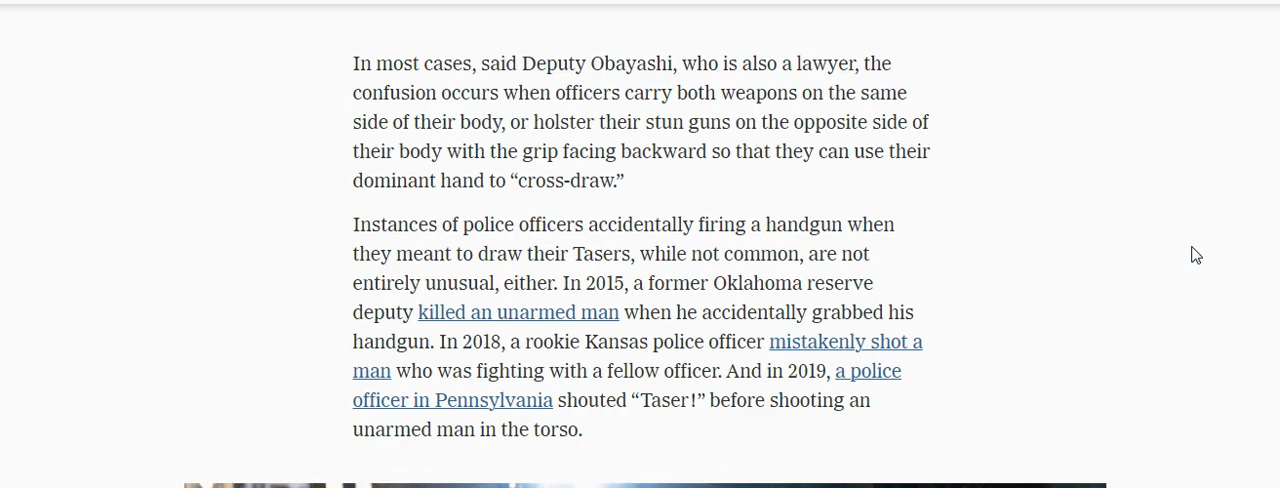 In most cases, said Deputy Obayashi, who is also a lawyer, the
confusion occurs when officers carry both weapons on the same
side of their body, or holster their stun guns on the opposite side of
their body with the grip facing backward so that they can use their
dominant hand to “cross-draw.”
Instances of police officers accidentally firing a handgun when
they meant to draw their Tasers, while not common, are not
entirely unusual, either. In 2015, a former Oklahoma reserve
deputy killed an unarmed man when he accidentally grabbed his
handgun. In 2018, a rookie Kansas police officer mistakenly shot a
man who was fighting with a fellow officer. And in 2019, a police
officer in Pennsylvania shouted “Taser!” before shooting an
unarmed man in the torso.